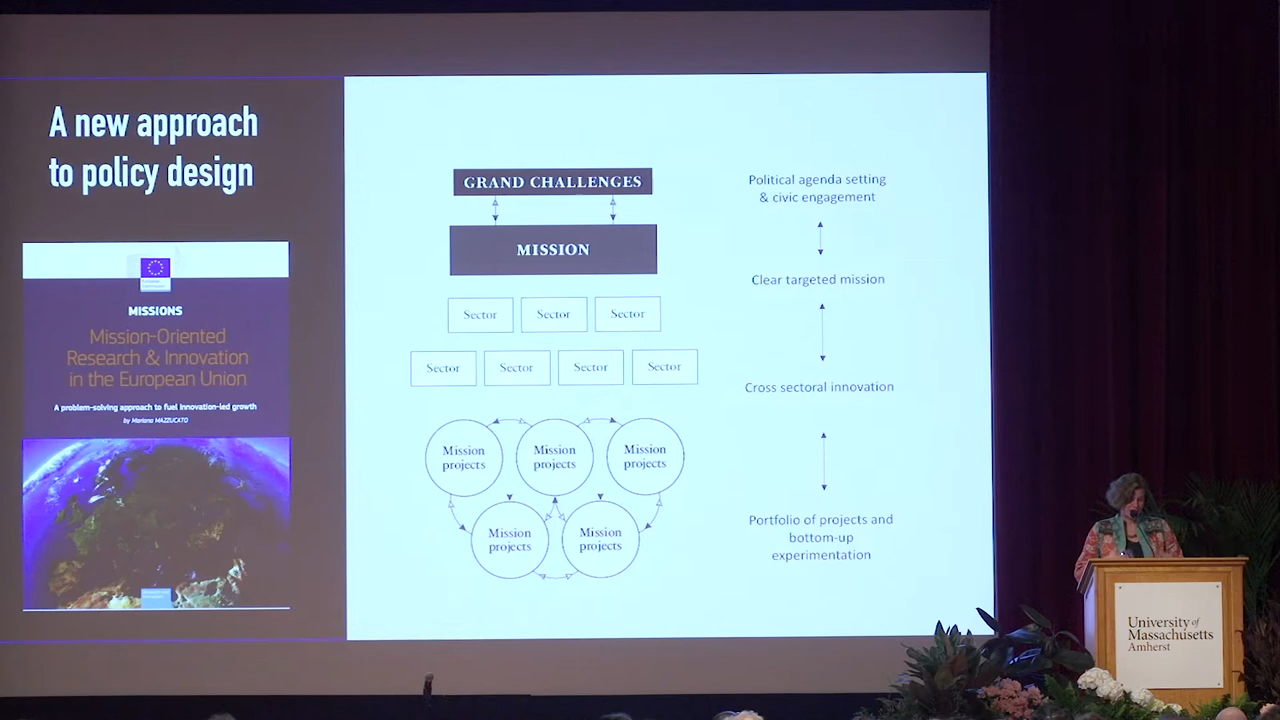 A new approach
to policy design
MISSIONS
Mission-Oriented
Research & Innovation
in the European Union
A problem-solving approach to fuel innovation-led growth
by Mariana MAZZUCATO
GRAND CHALLENGES
MISSION
Sector
Sector
Sector
Sector
Sector
Sector
Sector
Mission
projects
Mission
projects
Mission
projects
Mission
projects
Mission
projects
Political agenda setting
& civic engagement
Clear targeted mission
Cross sectoral innovation
Portfolio of projects and
bottom-up
experimentation
University of
Massachusetts
Amherst